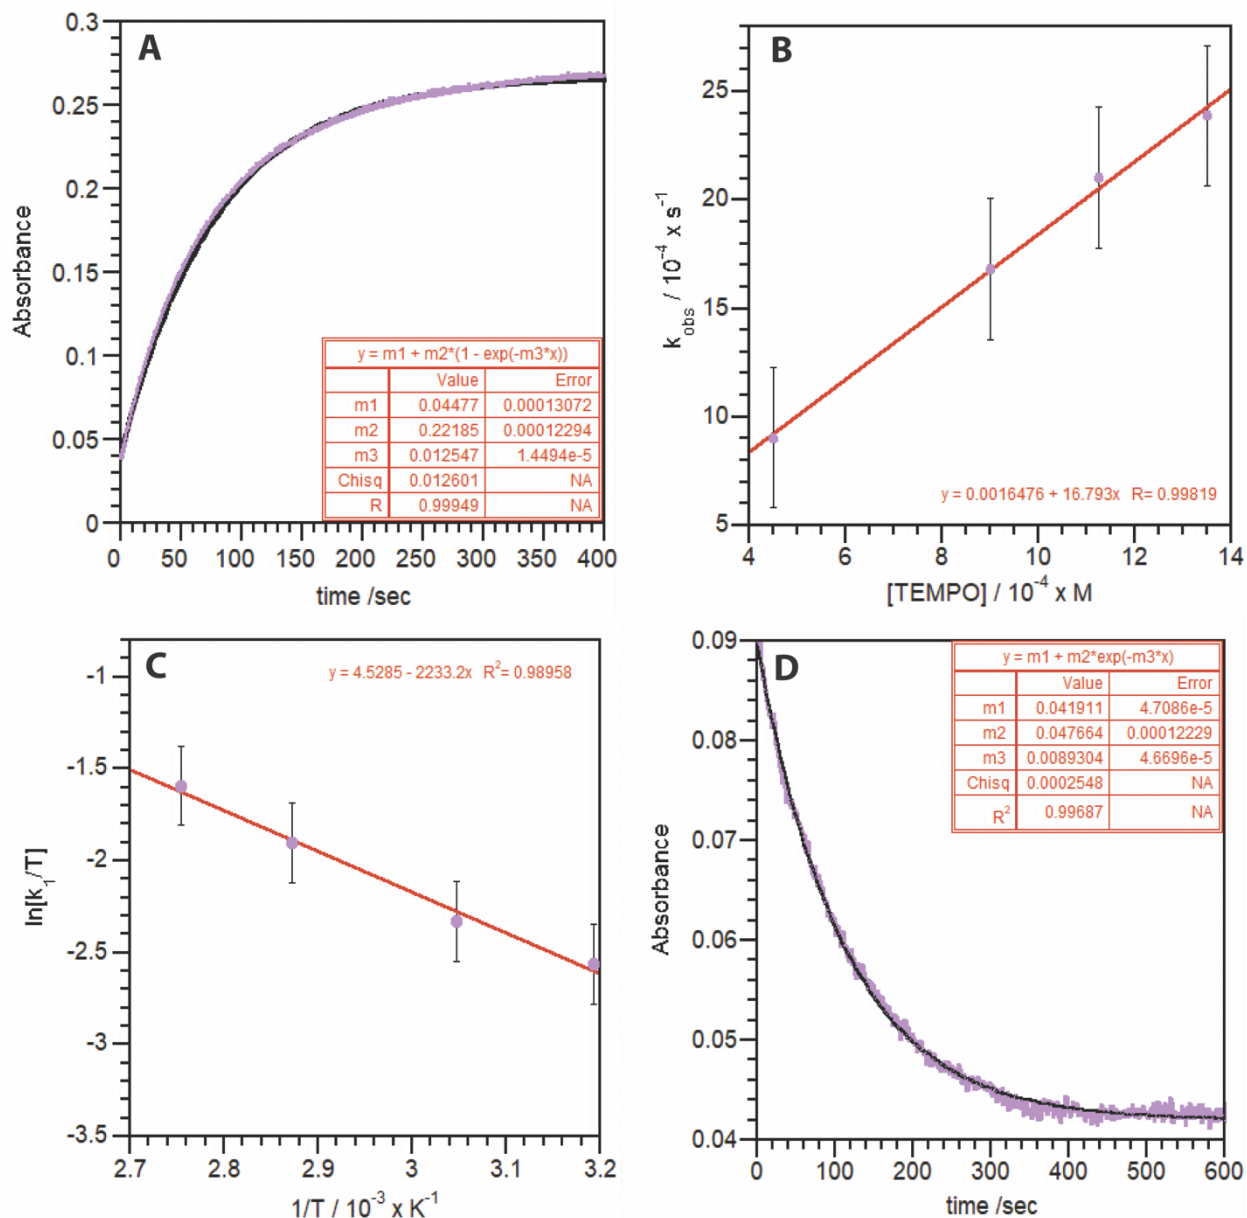 A
0.3
0.25
0.2
0.15
0.1
0.05
0
Absorbance
y = m1 + m2*(1 - exp(-m3*x))
Value Error
m1 0.04477 0.00013072
m2 0.22185 0.00012294
m3 0.012547 1.4494e-5
Chisq 0.012601 NA
R 0.99949 NA
0 50 100 150 200 250 300 350 400
time /sec
B
25
20
15
10
5
k_obs / 10^-4 x s^-1
y = 0.0016476 + 16.793x R= 0.99819
4 6 8 10 12 14
[TEMPO] / 10^-4 x M
C
y = 4.5285 - 2233.2x R^2= 0.98958
-1
-1.5
-2
-2.5
-3
-3.5
ln[k_1/T]
2.7 2.8 2.9 3 3.1 3.2
1/T / 10^-3 x K^-1
D
0.09
0.08
0.07
0.06
0.05
0.04
Absorbance
y = m1 + m2*exp(-m3*x)
Value Error
m1 0.041911 4.7086e-5
m2 0.047664 0.00012229
m3 0.0089304 4.6696e-5
Chisq 0.0002548 NA
R^2 0.99687 NA
0 100 200 300 400 500 600
time /sec